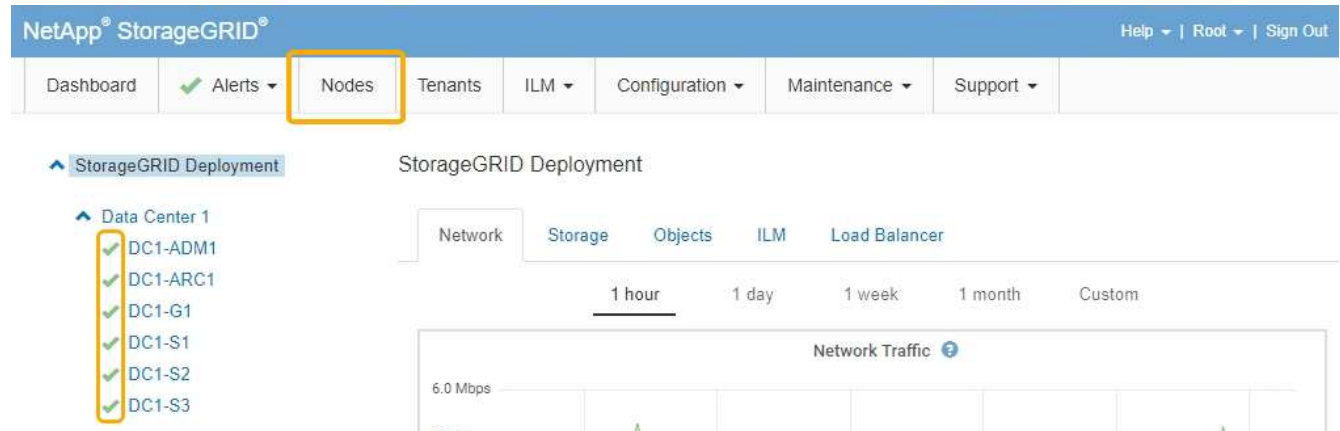 NetApp® StorageGRID®
Help | Root | Sign Out
Dashboard Alerts Nodes Tenants ILM Configuration Maintenance Support
StorageGRID Deployment
StorageGRID Deployment
Data Center 1
Network Storage Objects ILM Load Balancer
DC1-ADM1
DC1-ARC1
1 hour 1 day 1 week 1 month Custom
DC1-G1
DC1-S1
Network Traffic
DC1-S2
6.0 Mbps
DC1-S3